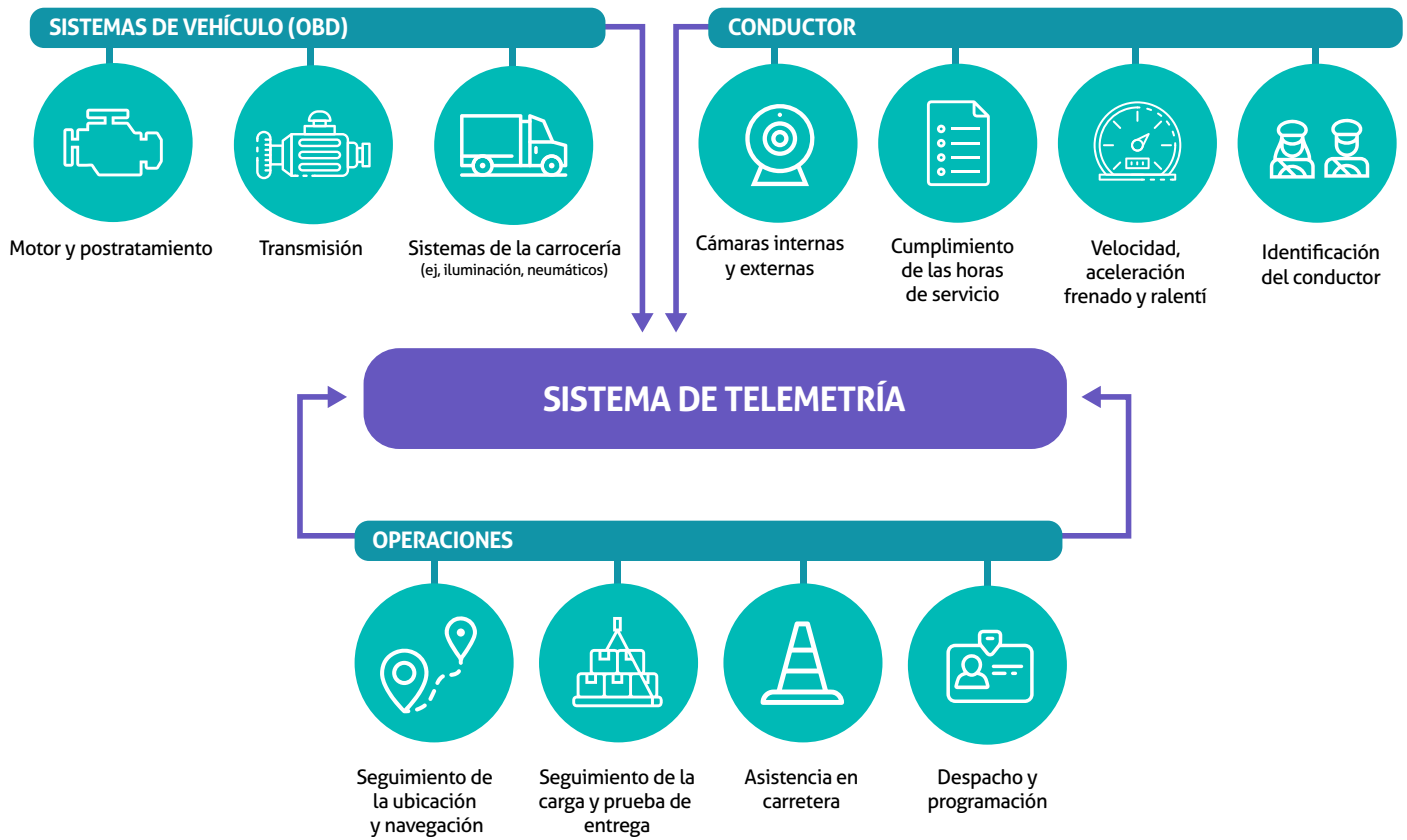 SISTEMAS DE VEHÍCULO (OBD)
Motor y postratamiento
Transmisión
Sistemas de la carrocería
(ej, iluminación, neumáticos)
CONDUCTOR
Cámaras internas
y externas
Cumplimiento
de las horas
de servicio
Velocidad,
aceleración
frenado y ralentí
Identificación
del conductor
SISTEMA DE TELEMETRÍA
OPERACIONES
Seguimiento de
la ubicación
y navegación
Seguimiento de la
carga y prueba de
entrega
Asistencia en
carretera
Despacho y
programación